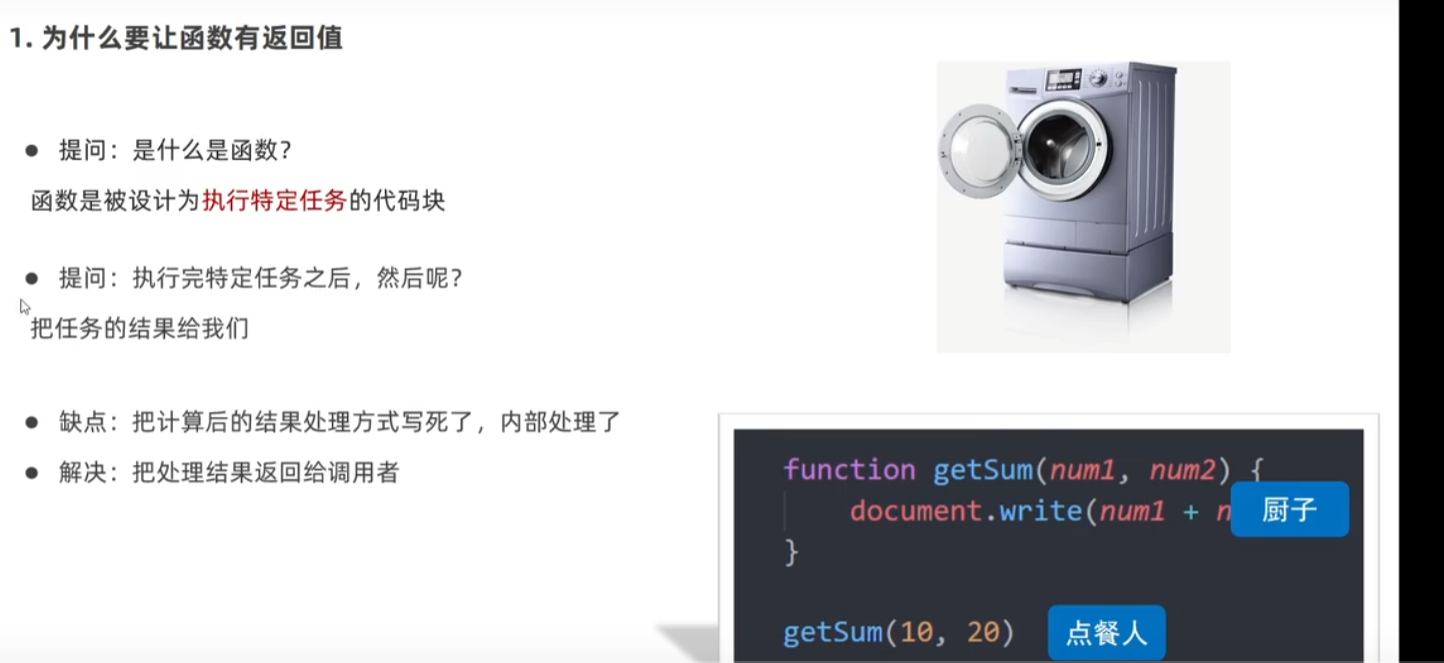 1. 为什么要让函数有返回值
● 提问：是什么是函数？
函数是被设计为执行特定任务的代码块
● 提问：执行完特定任务之后，然后呢？
把任务的结果给我们
● 缺点：把计算后的结果处理方式写死了，内部处理了
● 解决：把处理结果返回给调用者
function getSum(num1, num2) {
document.write(num1 + n
厨子
}
getSum(10, 20)
点餐人